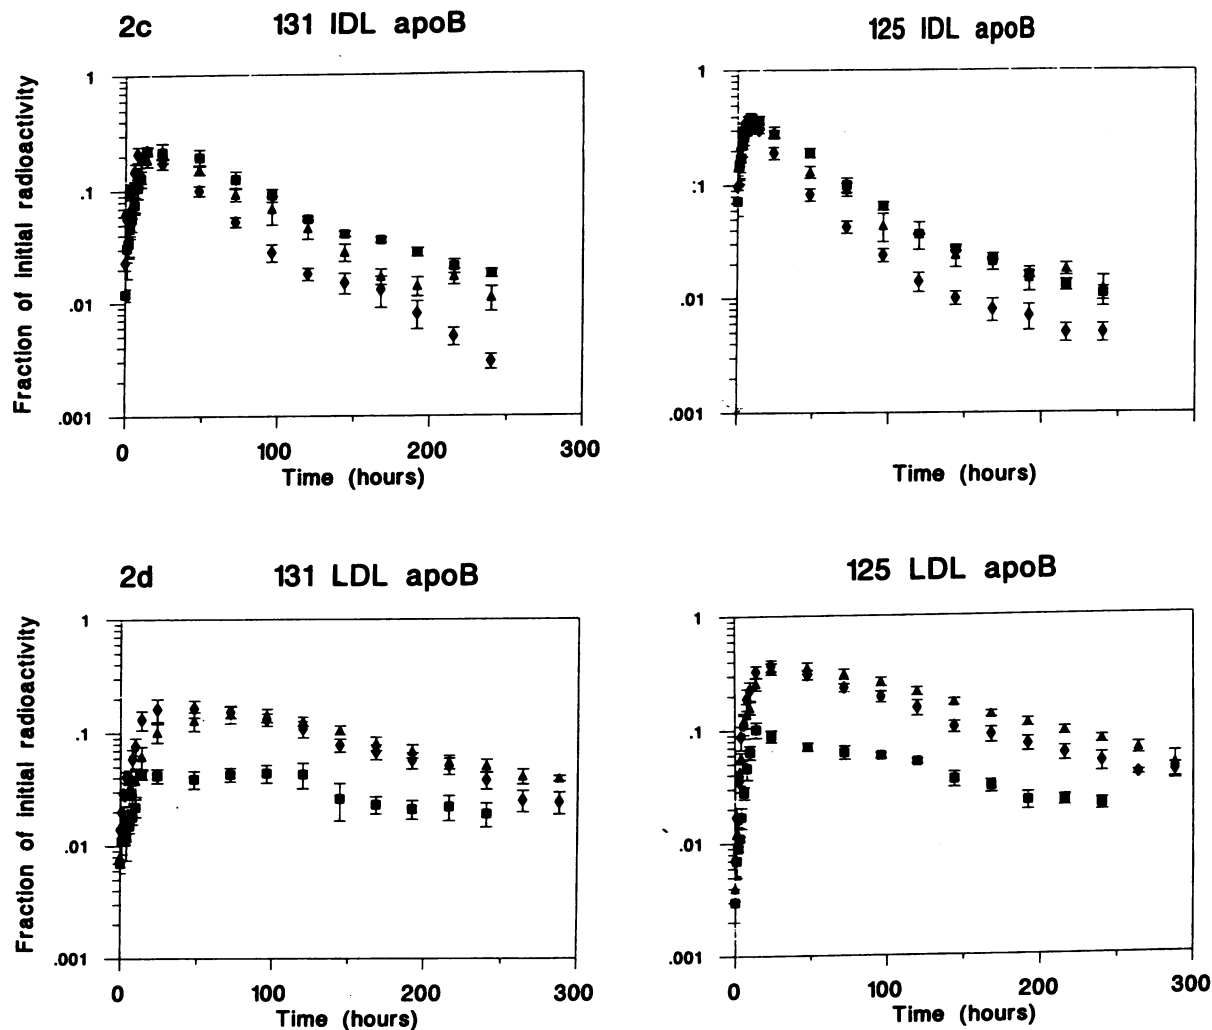 2c 131 IDL apoB
125 IDL apoB
Fraction of initial radioactivity
1
.1
.01
.001
0 100 200 300
Time (hours)
1
.1
.01
.001
Time (hours)
2d 131 LDL apoB
125 LDL apoB
Fraction of initial radioactivity
1
.1
.01
.001
0 100 200 300
Time (hours)
1
.1
.01
.001
0 100 200 300
Time (hours)